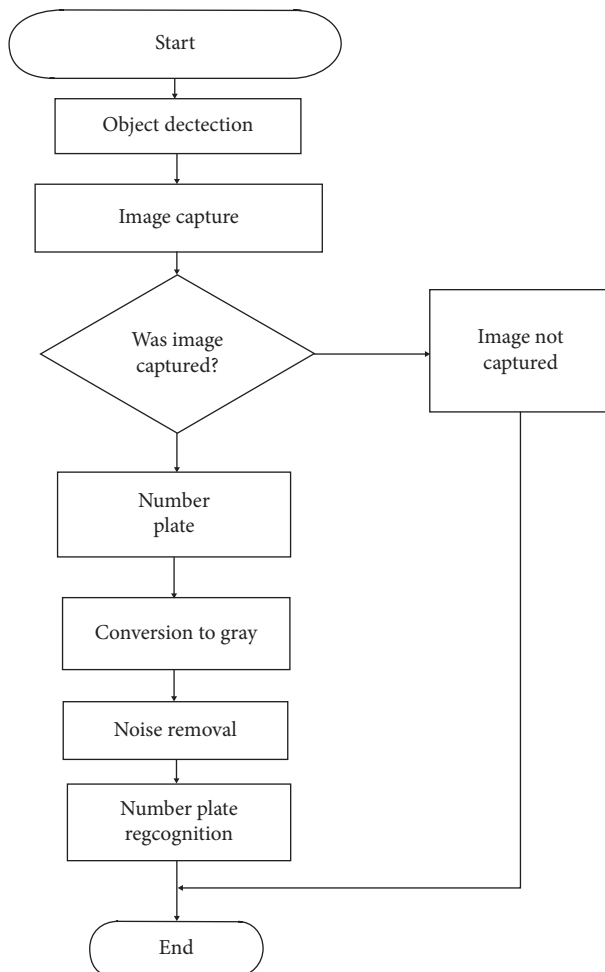 Start
Object dectection
Image capture
Was image
captured?
Image not
captured
Number
plate
Conversion to gray
Noise removal
Number plate
regcognition
End